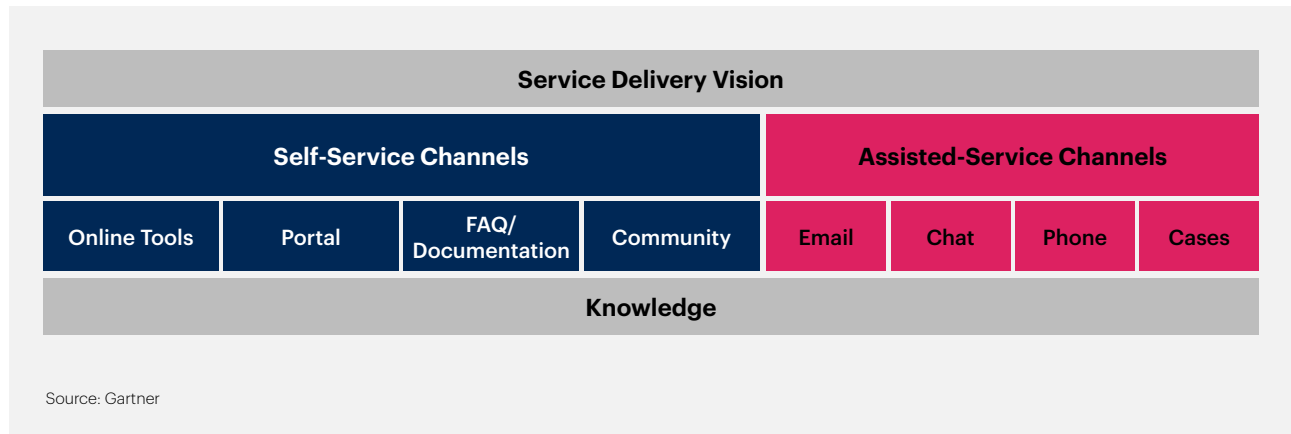 Service Delivery Vision
Self-Service Channels
Assisted-Service Channels
Online Tools
Portal
FAQ/
Documentation
Community
Email
Chat
Phone
Cases
Knowledge
Source: Gartner